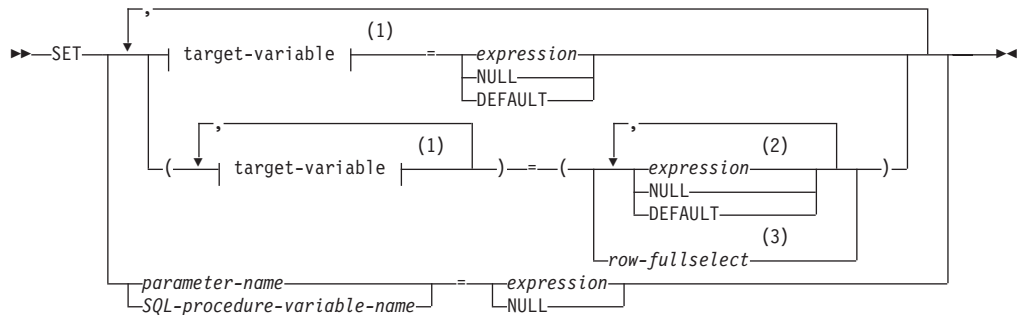 ,
(1)
SET target-variable = expression
NULL
DEFAULT
, ,
(1) (2)
( target-variable ) = ( expression )
NULL
DEFAULT
(3)
row-fullselect
parameter-name = expression
SQL-procedure-variable-name NULL